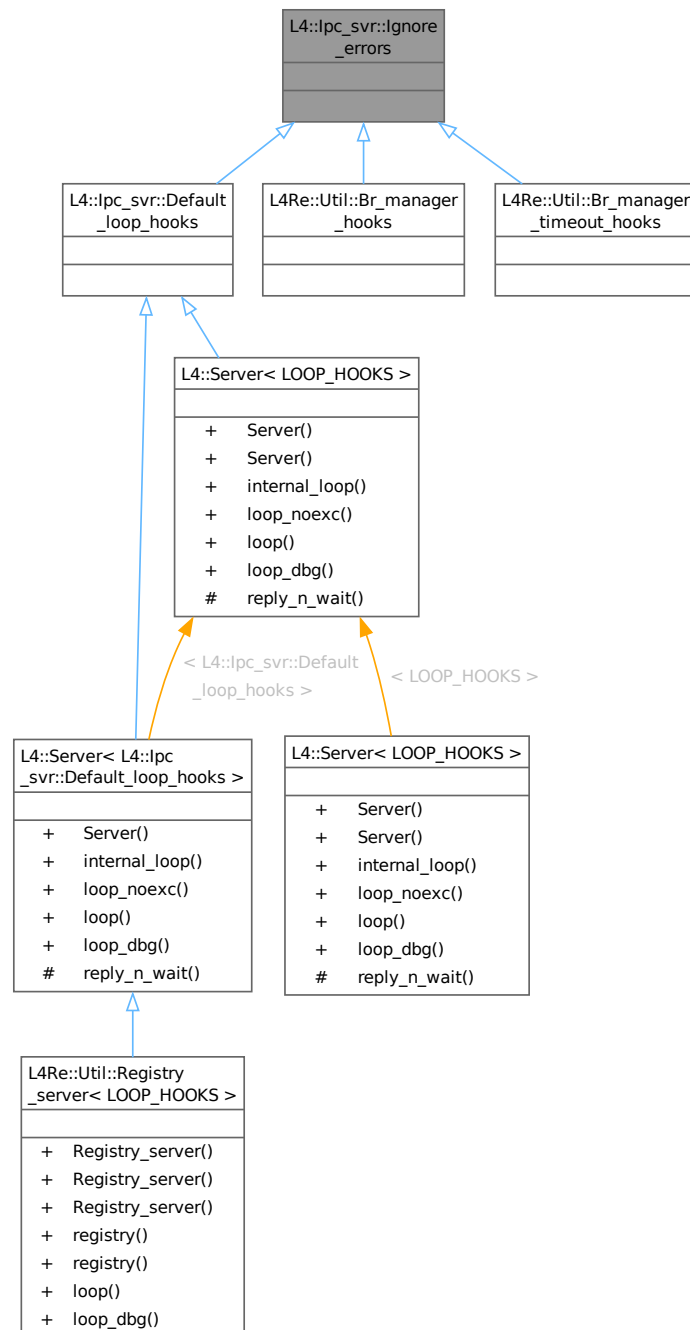 L4::Ipc_svr::Ignore
_errors
L4::Ipc_svr::Default
_loop_hooks
L4Re::Util::Br_manager
_hooks
L4Re::Util::Br_manager
_timeout_hooks
L4::Server< LOOP_HOOKS >
+ Server()
+ Server()
+ internal_loop()
+ loop_noexc()
+ loop()
+ loop_dbg()
# reply_n_wait()
< L4::Ipc_svr::Default
_loop_hooks >
< LOOP_HOOKS >
L4::Server< L4::Ipc
_svr::Default_loop_hooks >
+ Server()
+ internal_loop()
+ loop_noexc()
+ loop()
+ loop_dbg()
# reply_n_wait()
L4::Server< LOOP_HOOKS >
+ Server()
+ Server()
+ internal_loop()
+ loop_noexc()
+ loop()
+ loop_dbg()
# reply_n_wait()
L4Re::Util::Registry
_server< LOOP_HOOKS >
+ Registry_server()
+ Registry_server()
+ Registry_server()
+ registry()
+ registry()
+ loop()
+ loop_dbg()